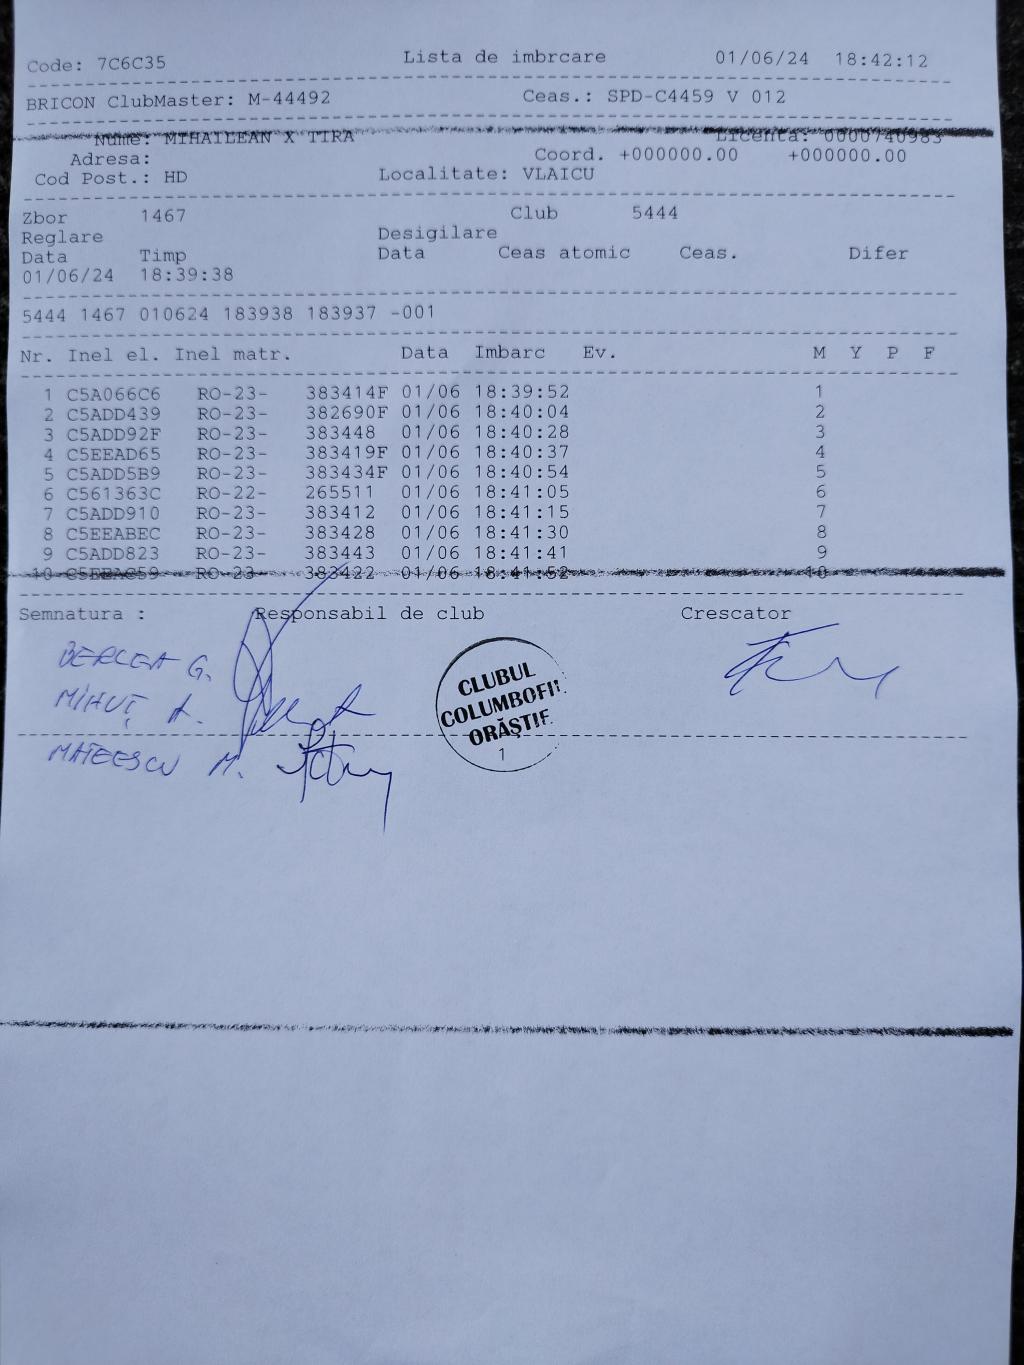 Code: 7C6C35 Lista de imbrcare 01/06/24 18:42:12
BRICON ClubMaster: M-44492 Ceas.: SPD-C4459 V 012
Nume: MIHAILEAN X TIRA Licenta: 0000740983
Adresa: Coord. +000000.00 +000000.00
Cod Post.: HD Localitate: VLAICU
Zbor 1467 Club 5444
Reglare Desigilare
Data Timp Data Ceas atomic Ceas. Difer
01/06/24 18:39:38
5444 1467 010624 183938 183937 -001
Nr. Inel el. Inel matr. Data Imbarc Ev. M Y P F
1 C5A066C6 RO-23- 383414F 01/06 18:39:52 1
2 C5ADD439 RO-23- 382690F 01/06 18:40:04 2
3 C5ADD92F RO-23- 383448 01/06 18:40:28 3
4 C5EEAD65 RO-23- 383419F 01/06 18:40:37 4
5 C5ADD5B9 RO-23- 383434F 01/06 18:40:54 5
6 C561363C RO-22- 265511 01/06 18:41:05 6
7 C5ADD910 RO-23- 383412 01/06 18:41:15 7
8 C5EEABEC RO-23- 383428 01/06 18:41:30 8
9 C5ADD823 RO-23- 383443 01/06 18:41:41 9
10 C5EEAC59 RO-23- 383422 01/06 18:41:52 10
Semnatura : Responsabil de club Crescator
BERCEA G.
MIHUȚ A.
MATEESCU M.
CLUBUL
COLUMBOFIL
ORĂȘTIE
1